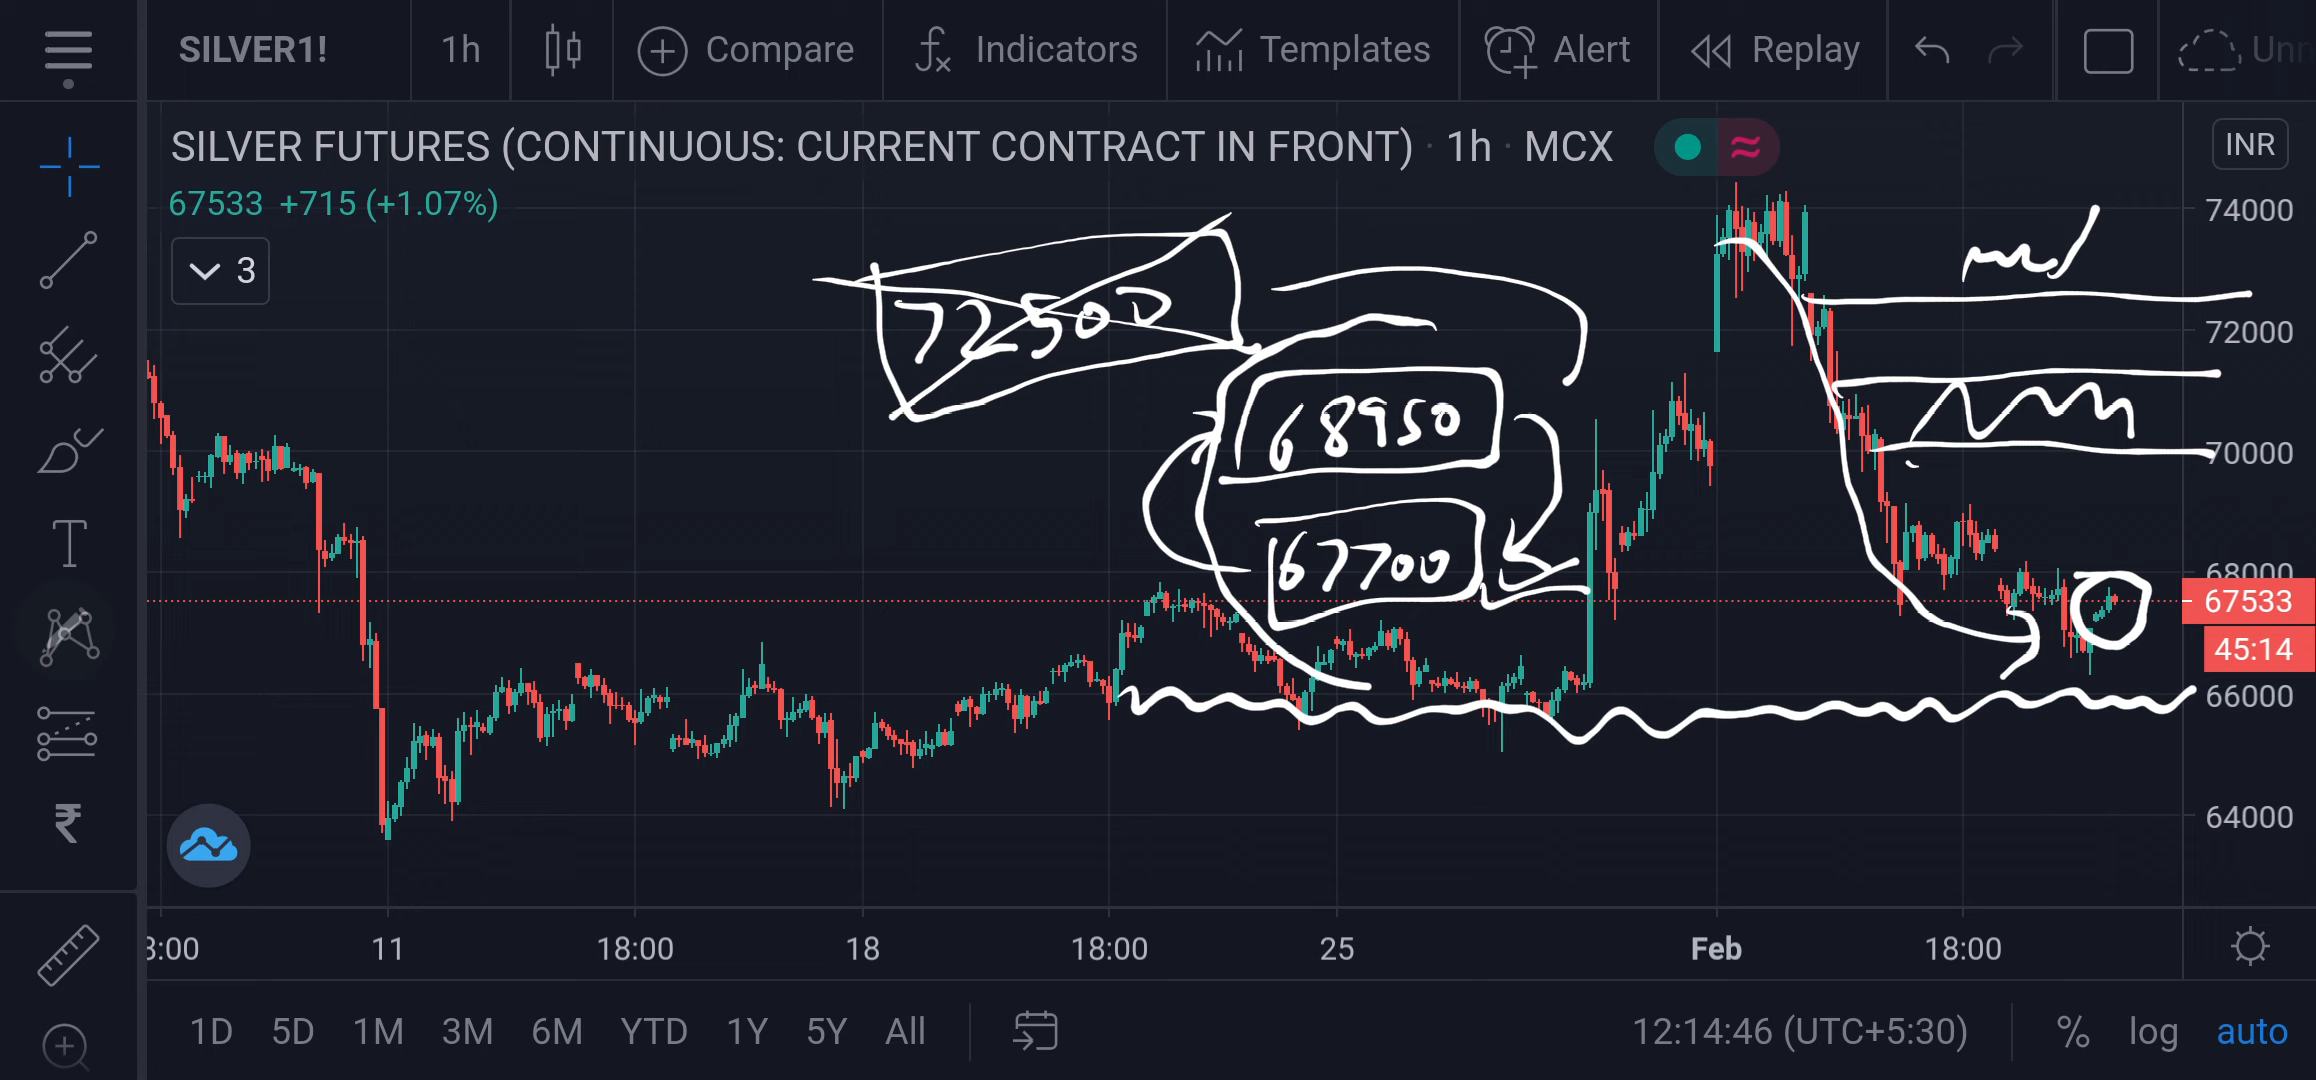 SILVER1! 1h Compare Indicators Templates Alert Replay Unn
SILVER FUTURES (CONTINUOUS: CURRENT CONTRACT IN FRONT) · 1h · MCX
INR
67533 +715 (+1.07%)
3
74000
72000
70000
68000
67533
45:14
66000
64000
72500
68950
67700
3:00 11 18:00 18 18:00 25 Feb 18:00
1D 5D 1M 3M 6M YTD 1Y 5Y All 12:14:46 (UTC+5:30) % log auto